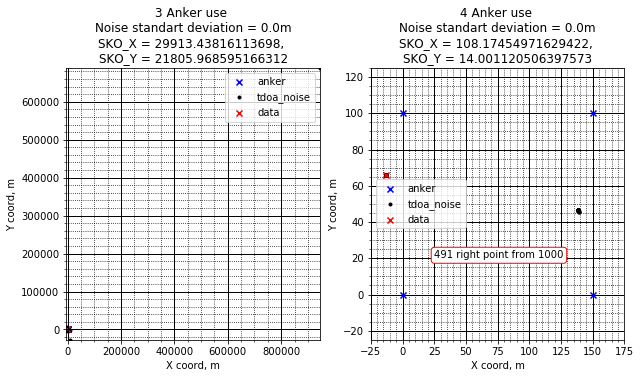 3 Anker use
Noise standart deviation = 0.0m
SKO_X = 29913.43816113698,
SKO_Y = 21805.968595166312
600000
500000
400000
300000
200000
100000
0
Y coord, m
anker
tdoa_noise
data
0
200000
400000
600000
800000
X coord, m
4 Anker use
Noise standart deviation = 0.0m
SKO_X = 108.17454971629422,
SKO_Y = 14.001120506397573
120
100
80
60
40
20
0
−20
Y coord, m
anker
tdoa_noise
data
491 right point from 1000
−25
0
25
50
75
100
125
150
175
X coord, m